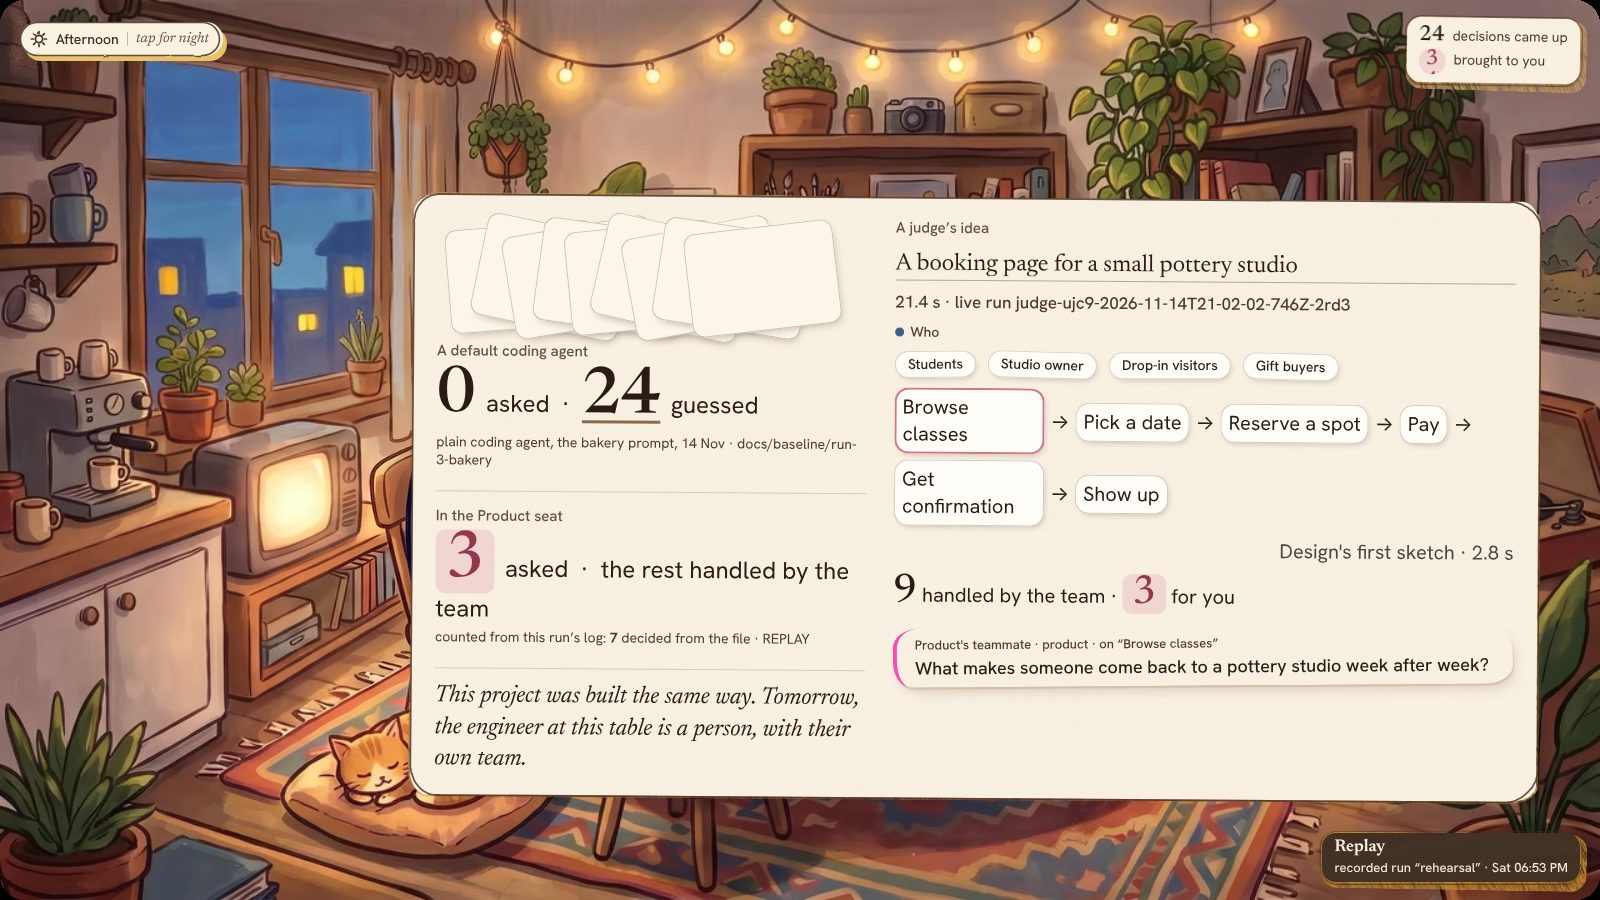 Afternoon | tap for night
24 decisions came up
3 brought to you
A default coding agent
0 asked · 24 guessed
plain coding agent, the bakery prompt, 14 Nov · docs/baseline/run-
3-bakery
In the Product seat
3 asked · the rest handled by the
team
counted from this run's log: 7 decided from the file · REPLAY
This project was built the same way. Tomorrow,
the engineer at this table is a person, with their
own team.
A judge's idea
A booking page for a small pottery studio
21.4 s · live run judge-ujc9-2026-11-14T21-02-02-746Z-2rd3
Who
Students Studio owner Drop-in visitors Gift buyers
Browse
classes → Pick a date → Reserve a spot → Pay →
Get
confirmation → Show up
Design's first sketch · 2.8 s
9 handled by the team · 3 for you
Product's teammate · product · on “Browse classes”
What makes someone come back to a pottery studio week after week?
Replay
recorded run “rehearsal” · Sat 06:53 PM